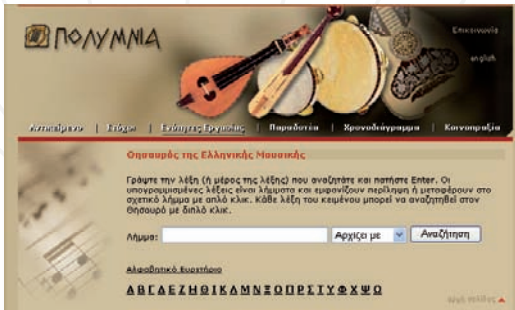 ΠΟΛΥΜΝΙΑ
Επικοινωνία
english
Αντικείμενο | Στόχοι | Ενότητες Εργασίας | Παραδοτέα | Χρονοδιάγραμμα | Κοινοπραξία
Θησαυρός της Ελληνικής Μουσικής
Γράψτε την λέξη (ή μέρος της λέξης) που αναζητάτε και πατήστε Enter. Οι
υπογραμμισμένες λέξεις είναι λήμματα και εμφανίζουν περίληψη ή μεταφέρουν στο
σχετικό λήμμα με απλό κλικ. Κάθε λέξη του κειμένου μπορεί να αναζητηθεί στον
Θησαυρό με διπλό κλικ.
Λήμμα: Αρχίζει με Αναζήτηση
Αλφαβητικό Ευρετήριο
Α Β Γ Δ Ε Ζ Η Θ Ι Κ Λ Μ Ν Ξ Ο Π Ρ Σ Τ Υ Φ Χ Ψ Ω
αρχή σελίδας